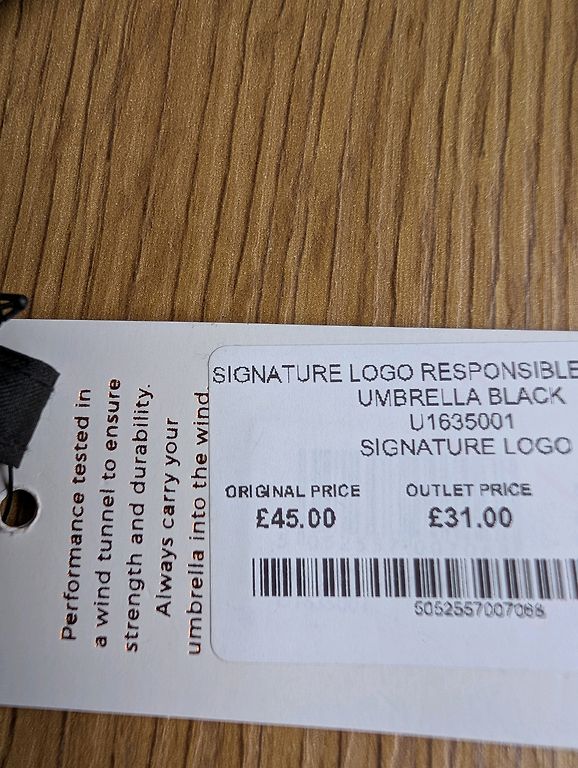 Performance tested in
a wind tunnel to ensure
strength and durability.
Always carry your
umbrella into the wind.
SIGNATURE LOGO RESPONSIBLE
UMBRELLA BLACK
U1635001
SIGNATURE LOGO
ORIGINAL PRICE OUTLET PRICE
£45.00 £31.00
5052557007068